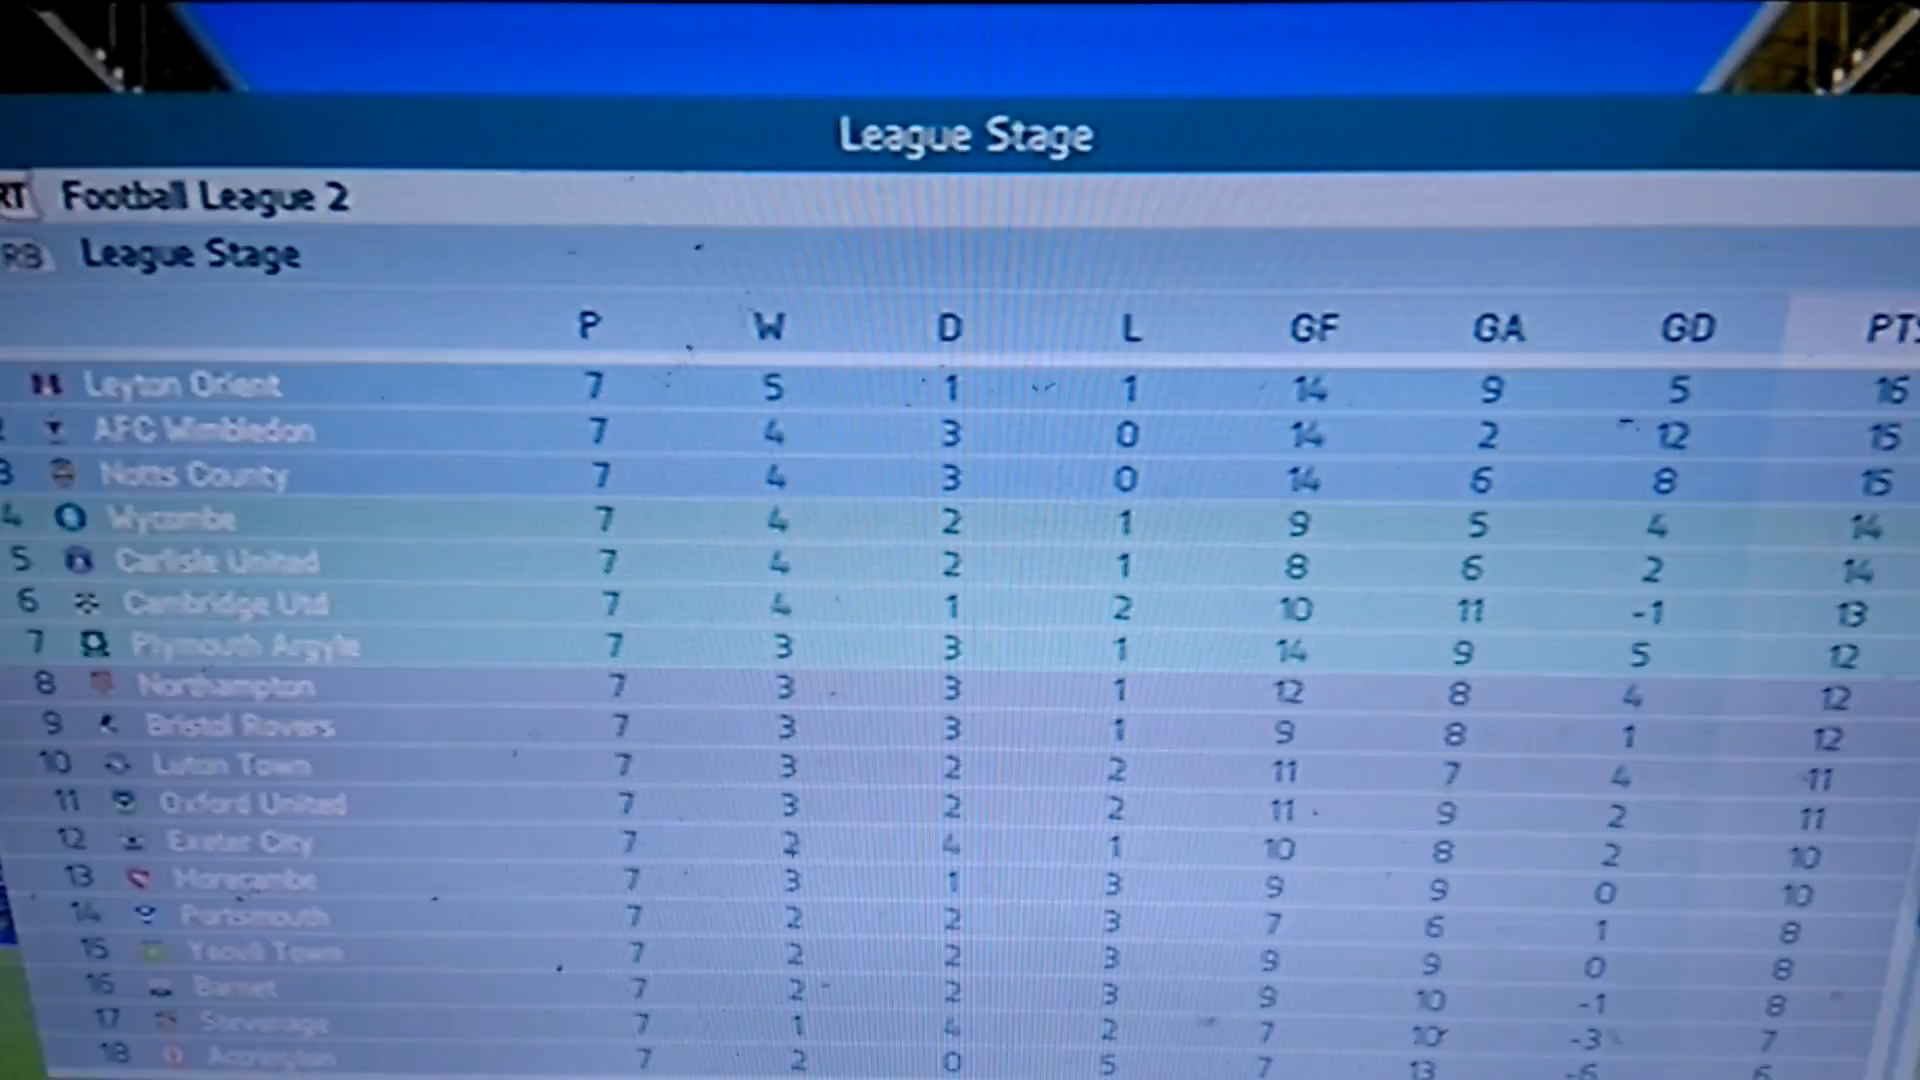 League Stage
RT Football League 2
RB League Stage
P W D L GF GA GD PTS
Leyton Orient 7 5 1 1 14 9 5 16
AFC Wimbledon 7 4 3 0 14 2 12 15
3 Notts County 7 4 3 0 14 6 8 15
4 Wycombe 7 4 2 1 9 5 4 14
5 Carlisle United 7 4 2 1 8 6 2 14
6 Cambridge Utd 7 4 1 2 10 11 -1 13
7 Plymouth Argyle 7 3 3 1 14 9 5 12
8 Northampton 7 3 3 1 12 8 4 12
9 Bristol Rovers 7 3 3 1 9 8 1 12
10 Luton Town 7 3 2 2 11 7 4 11
11 Oxford United 7 3 2 2 11 9 2 11
12 Exeter City 7 2 4 1 10 8 2 10
13 Morecambe 7 3 1 3 9 9 0 10
14 Portsmouth 7 2 2 3 7 6 1 8
15 Yeovil Town 7 2 2 3 9 9 0 8
16 Barnet 7 2 2 3 9 10 -1 8
17 Stevenage 7 1 4 2 7 10 -3 7
18 Accrington 7 2 0 5 7 13 -6 6